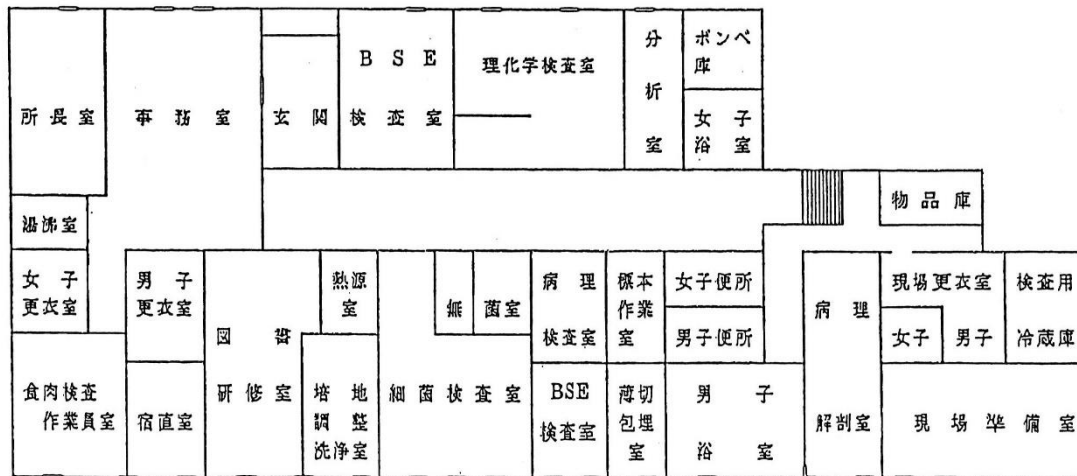 所長室
事務室
玄関
BSE
検査室
理化学検査室
分析室
ボンベ
庫
女子
浴室
物品庫
湯沸室
女子
更衣室
男子
更衣室
食肉検査
作業員室
宿直室
図書
研修室
熱源
室
培地
調整
洗浄室
無菌室
細菌検査室
病理
検査室
BSE
検査室
標本
作業
室
薄切
包埋
室
女子便所
男子便所
男子
浴室
病理
解剖室
現場更衣室
女子
男子
検査用
冷蔵庫
現場準備室